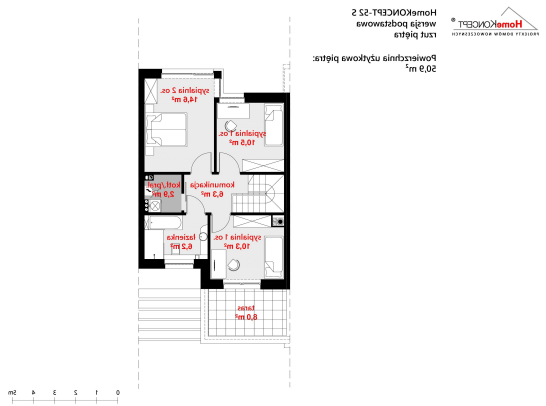 HomeKONCEPT-52 S
wersja podstawowa
rzut piętra
Powierzchnia użytkowa piętra:
50,9 m²
HomeKONCEPT®
PROJEKTY DOMÓW NOWOCZESNYCH
sypialnia 2 os.
14,6 m²
sypialnia 1 os.
10,5 m²
kotł./pral.
2,9 m²
komunikacja
6,3 m²
łazienka
6,2 m²
sypialnia 1 os.
10,3 m²
taras
8,0 m²
0 1 2 3 4 5m